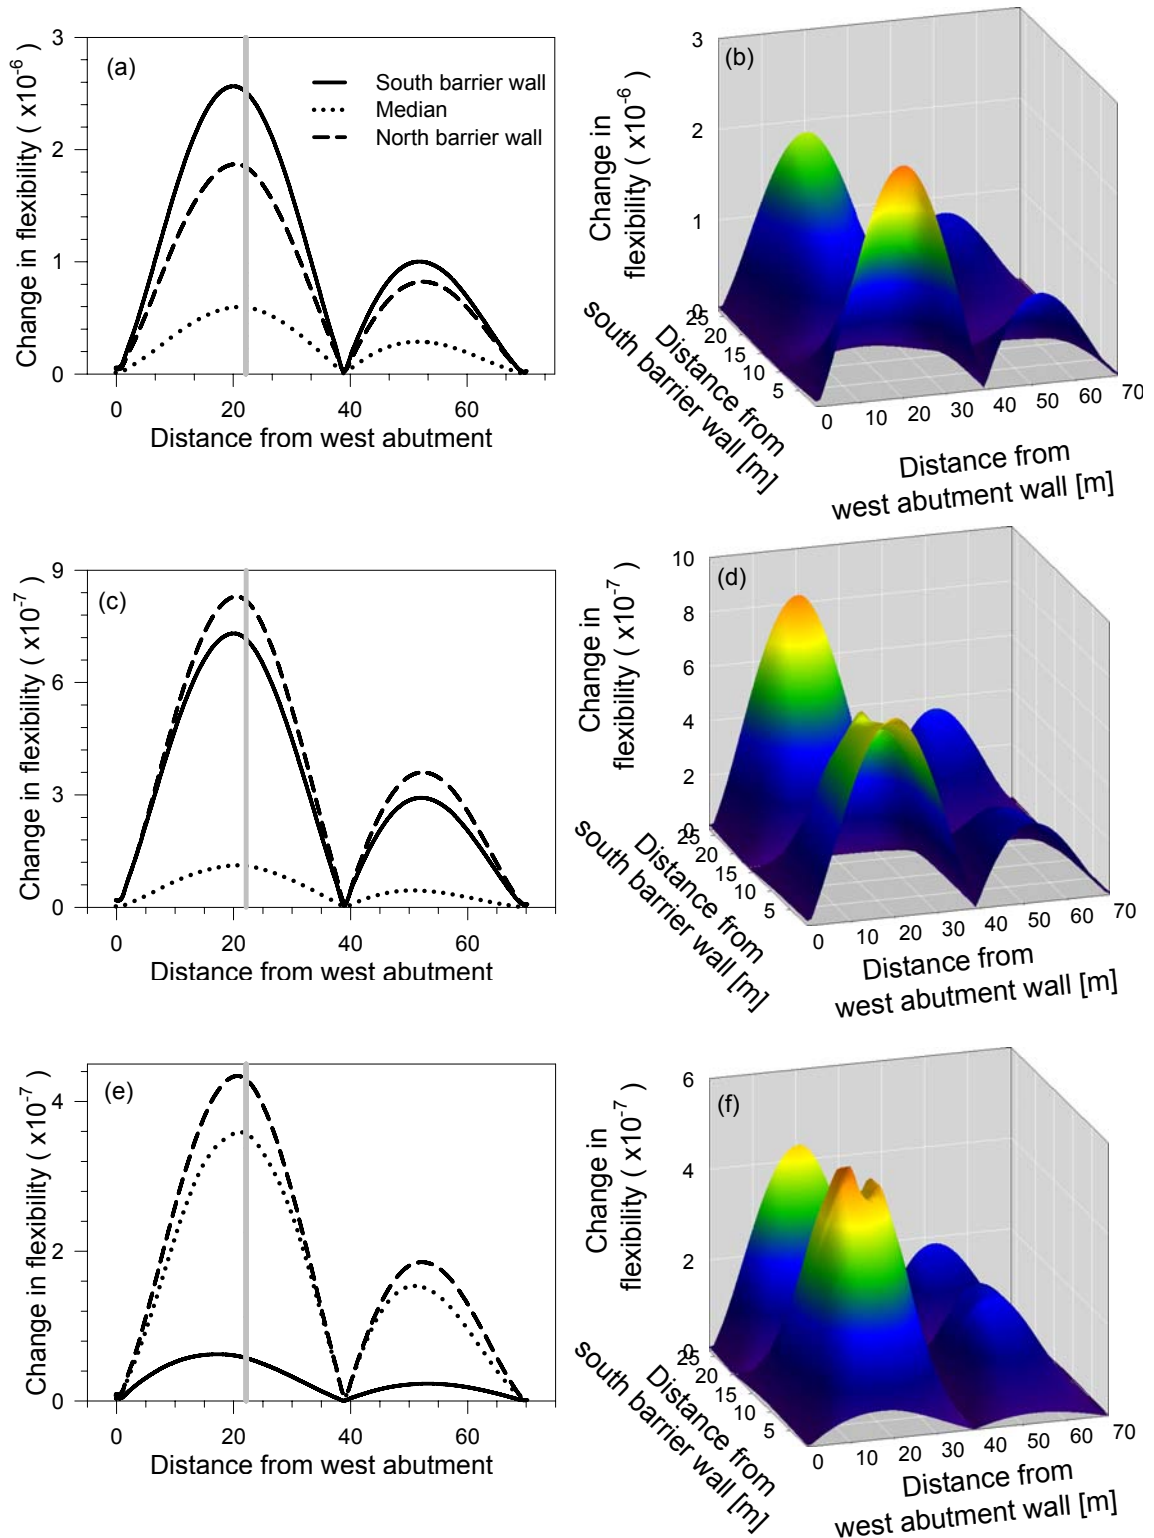 (a)
3
2
1
0
Change in flexibility ( x10^-6 )
South barrier wall
Median
North barrier wall
0 20 40 60
Distance from west abutment
(b)
3
2
1
0
Change in
flexibility ( x10^-6 )
25
20
15
10
5
Distance from
south barrier wall [m]
0 10 20 30 40 50 60 70
Distance from
west abutment wall [m]
(c)
9
6
3
0
Change in flexibility ( x10^-7 )
0 20 40 60
Distance from west abutment
(d)
10
8
6
4
2
0
Change in
flexibility ( x10^-7 )
25
20
15
10
5
Distance from
south barrier wall [m]
0 10 20 30 40 50 60 70
Distance from
west abutment wall [m]
(e)
4
2
0
Change in flexibility ( x10^-7 )
0 20 40 60
Distance from west abutment
(f)
6
4
2
0
Change in
flexibility ( x10^-7 )
25
20
15
10
5
Distance from
south barrier wall [m]
0 10 20 30 40 50 60 70
Distance from
west abutment wall [m]